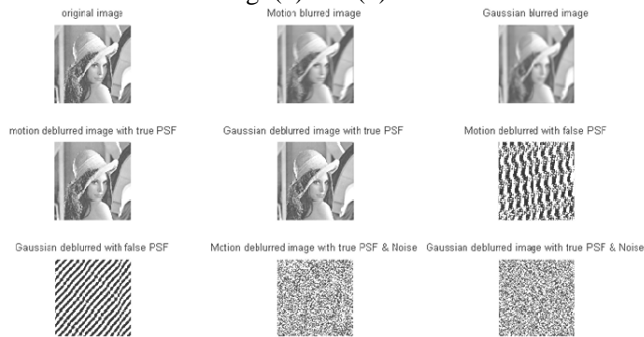 original image
Motion blurred image
Gaussian blurred image
motion deblurred image with true PSF
Gaussian deblurred image with true PSF
Motion deblurred with false PSF
Gaussian deblurred with false PSF
Motion deblurred image with true PSF & Noise
Gaussian deblurred image with true PSF & Noise